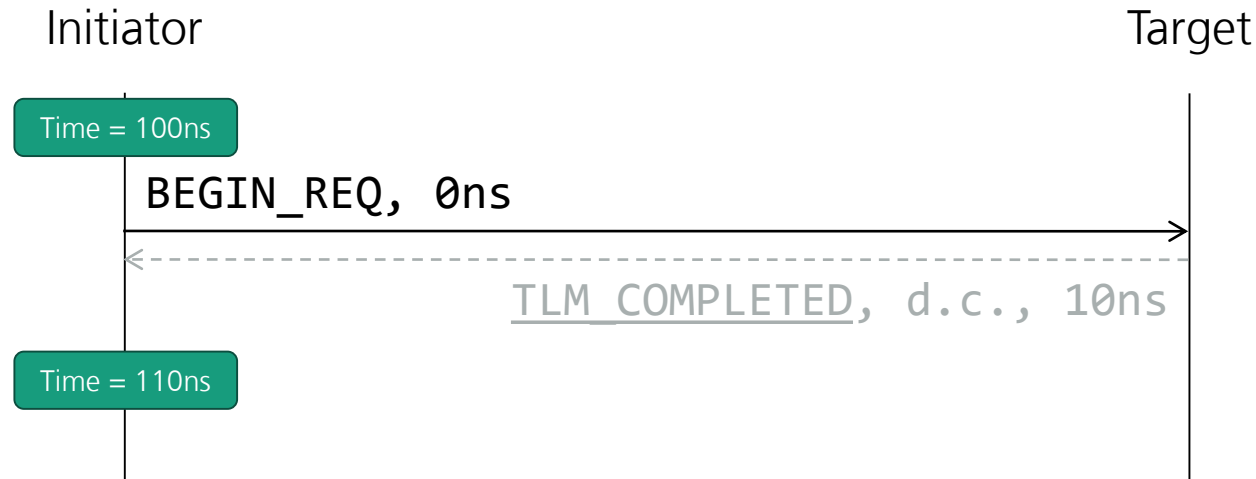 Initiator
Target
Time = 100ns
BEGIN_REQ, 0ns
TLM_COMPLETED, d.c., 10ns
Time = 110ns